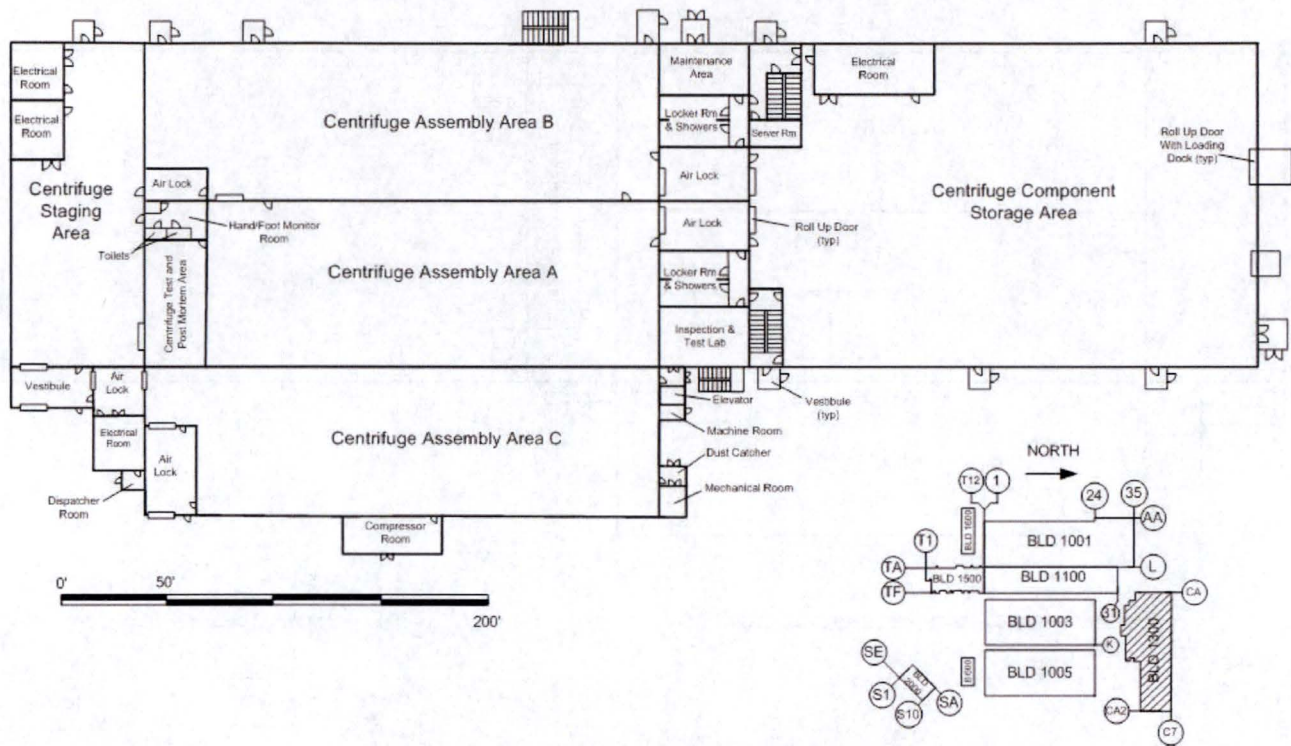 Electrical
Room
Electrical
Room
Centrifuge
Staging
Area
Toilets
Air Lock
Hand/Foot Monitor
Room
Centrifuge Test and
Post Mortem Area
Centrifuge Assembly Area B
Centrifuge Assembly Area A
Maintenance
Area
Locker Rm
& Showers
Server Rm
Air Lock
Air Lock
Locker Rm
& Showers
Inspection &
Test Lab
Electrical
Room
Roll Up Door
(typ)
Centrifuge Component
Storage Area
Roll Up Door
With Loading
Dock (typ)
Vestibule
Air
Lock
Electrical
Room
Air
Lock
Dispatcher
Room
Centrifuge Assembly Area C
Compressor
Room
Elevator
Machine Room
Dust Catcher
Mechanical Room
Vestibule
(typ)
0'
50'
200'
NORTH
T12
1
24
35
AA
BLD 1600
BLD 1001
T1
TA
BLD 1500
BLD 1100
L
TF
CA
BLD 1003
31
K
BLD 1300
SE
BLD 1005
S1
S10
SA
CA2
C7